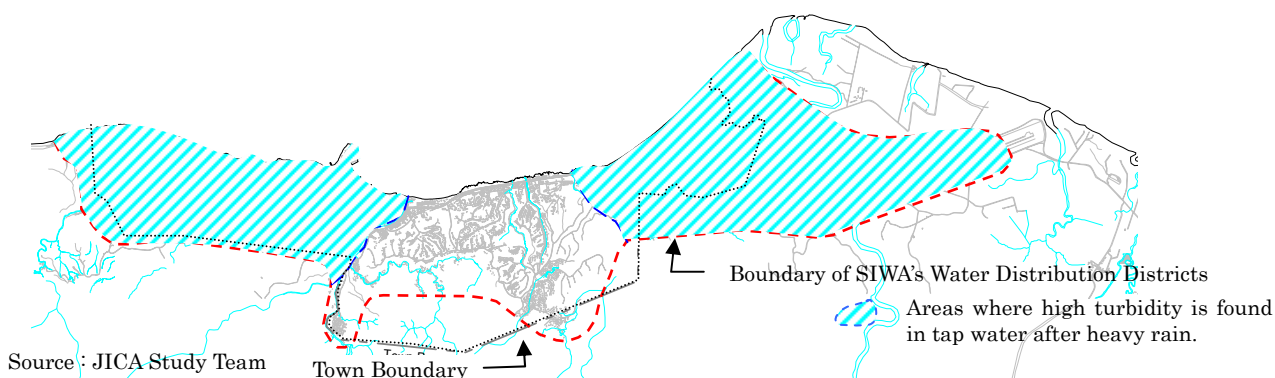 Boundary of SIWA's Water Distribution Districts
Areas where high turbidity is found
in tap water after heavy rain.
Source : JICA Study Team
Town Boundary